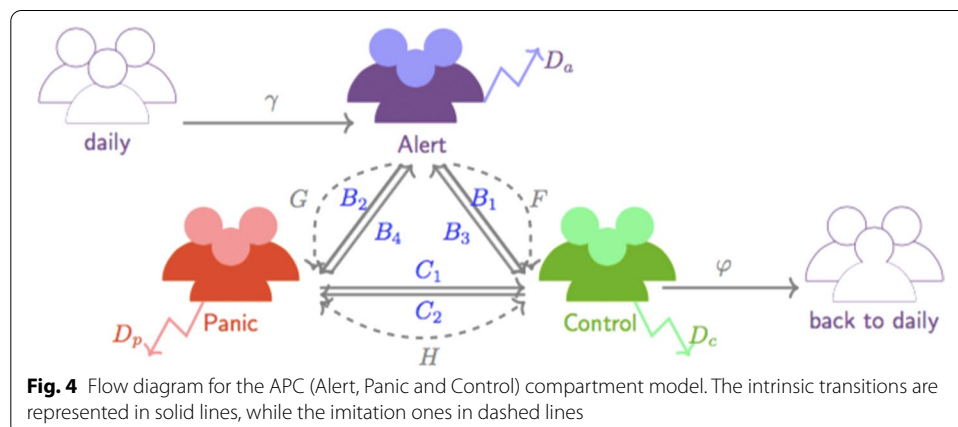 D_a
γ
daily
Alert
G
B_2
B_1
F
B_4
B_3
C_1
φ
C_2
D_p
Panic
Control
D_c
back to daily
H
Fig. 4 Flow diagram for the APC (Alert, Panic and Control) compartment model. The intrinsic transitions are
represented in solid lines, while the imitation ones in dashed lines